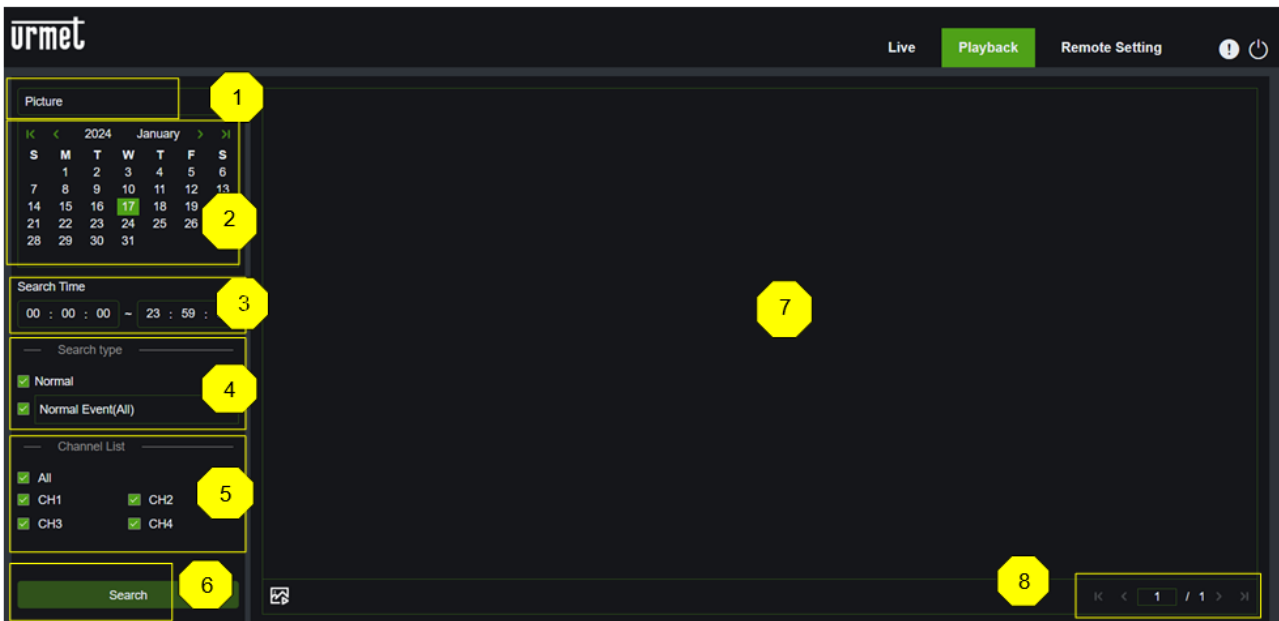 urmet
Live Playback Remote Setting
Picture
1
2024 January
S M T W T F S
1 2 3 4 5 6
7 8 9 10 11 12 13
14 15 16 17 18 19
21 22 23 24 25 26
28 29 30 31
2
Search Time
00 : 00 : 00 ~ 23 : 59 :
3
Search type
Normal
Normal Event(All)
4
Channel List
All
CH1 CH2
CH3 CH4
5
Search
6
7
8
1 / 1